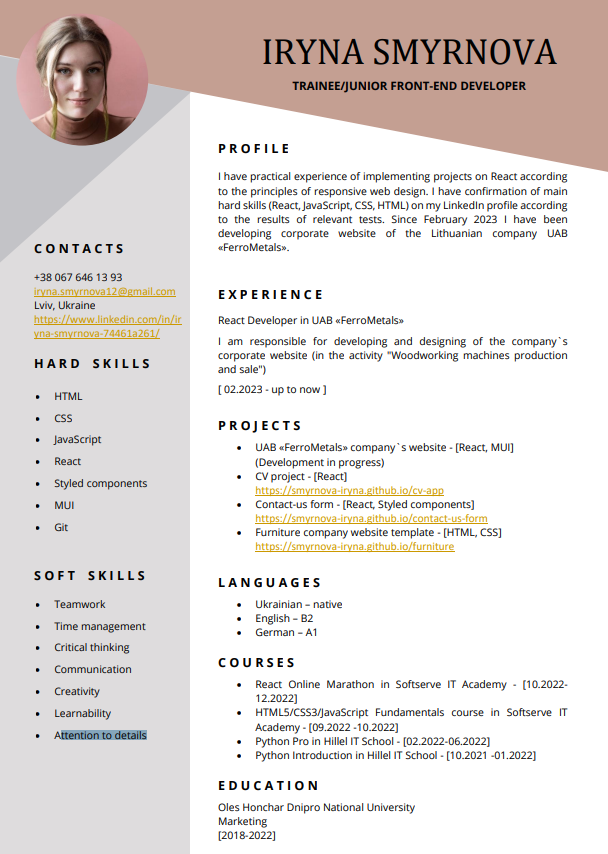 IRYNA SMYRNOVA
TRAINEE/JUNIOR FRONT-END DEVELOPER
CONTACTS
+38 067 646 13 93
iryna.smyrnova12@gmail.com
Lviv, Ukraine
https://www.linkedin.com/in/ir
yna-smyrnova-74461a261/
HARD SKILLS
• HTML
• CSS
• JavaScript
• React
• Styled components
• MUI
• Git
SOFT SKILLS
• Teamwork
• Time management
• Critical thinking
• Communication
• Creativity
• Learnability
• Attention to details
PROFILE
I have practical experience of implementing projects on React according
to the principles of responsive web design. I have confirmation of main
hard skills (React, JavaScript, CSS, HTML) on my LinkedIn profile according
to the results of relevant tests. Since February 2023 I have been
developing corporate website of the Lithuanian company UAB
«FerroMetals».
EXPERIENCE
React Developer in UAB «FerroMetals»
I am responsible for developing and designing of the company`s
corporate website (in the activity "Woodworking machines production
and sale")
[ 02.2023 - up to now ]
PROJECTS
• UAB «FerroMetals» company`s website - [React, MUI]
(Development in progress)
• CV project - [React]
https://smyrnova-iryna.github.io/cv-app
• Contact-us form - [React, Styled components]
https://smyrnova-iryna.github.io/contact-us-form
• Furniture company website template - [HTML, CSS]
https://smyrnova-iryna.github.io/furniture
LANGUAGES
• Ukrainian – native
• English – B2
• German – A1
COURSES
• React Online Marathon in Softserve IT Academy - [10.2022-
12.2022]
• HTML5/CSS3/JavaScript Fundamentals course in Softserve IT
Academy - [09.2022 -10.2022]
• Python Pro in Hillel IT School - [02.2022-06.2022]
• Python Introduction in Hillel IT School - [10.2021 -01.2022]
EDUCATION
Oles Honchar Dnipro National University
Marketing
[2018-2022]